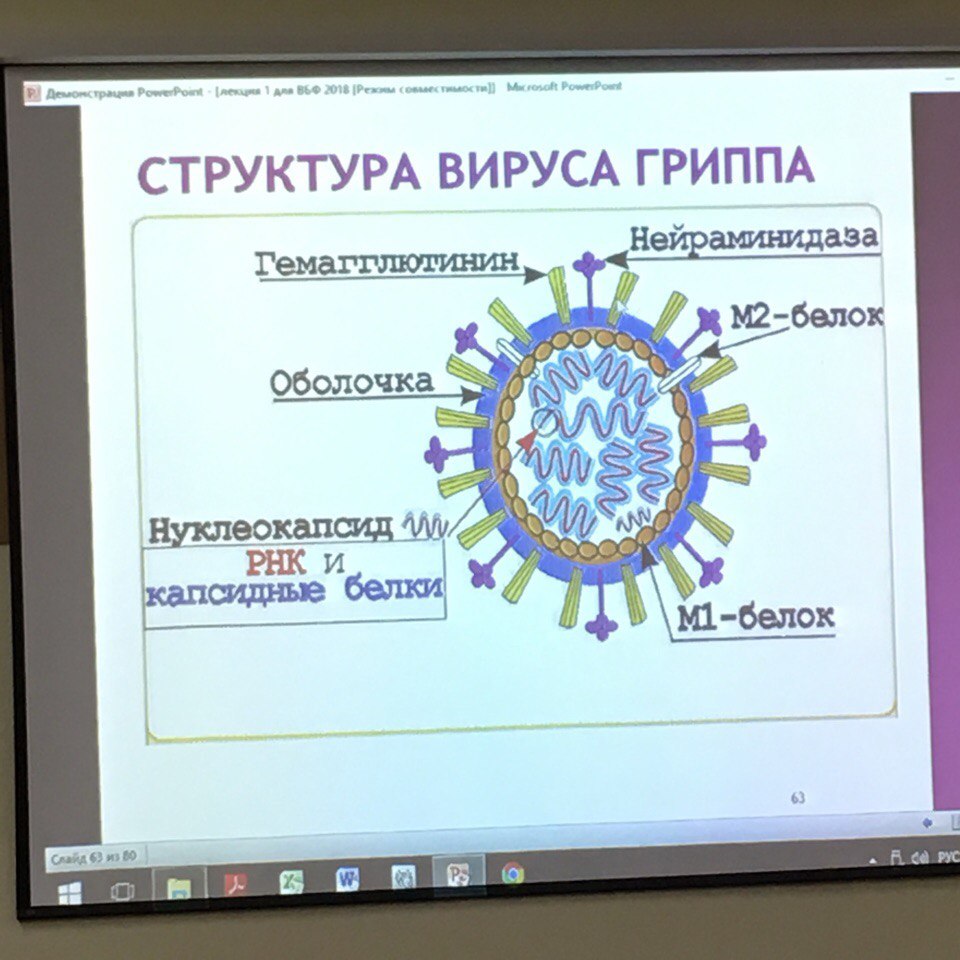 Демонстрация PowerPoint - [лекция 1 для ВБФ 2018 [Режим совместимости]] Microsoft PowerPoint
СТРУКТУРА ВИРУСА ГРИППА
Нейраминидаза
Гемагглютинин
М2-белок
Оболочка
Нуклеокапсид
РНК и
капсидные белки
М1-белок
63
Слайд 63 из 80
РУС